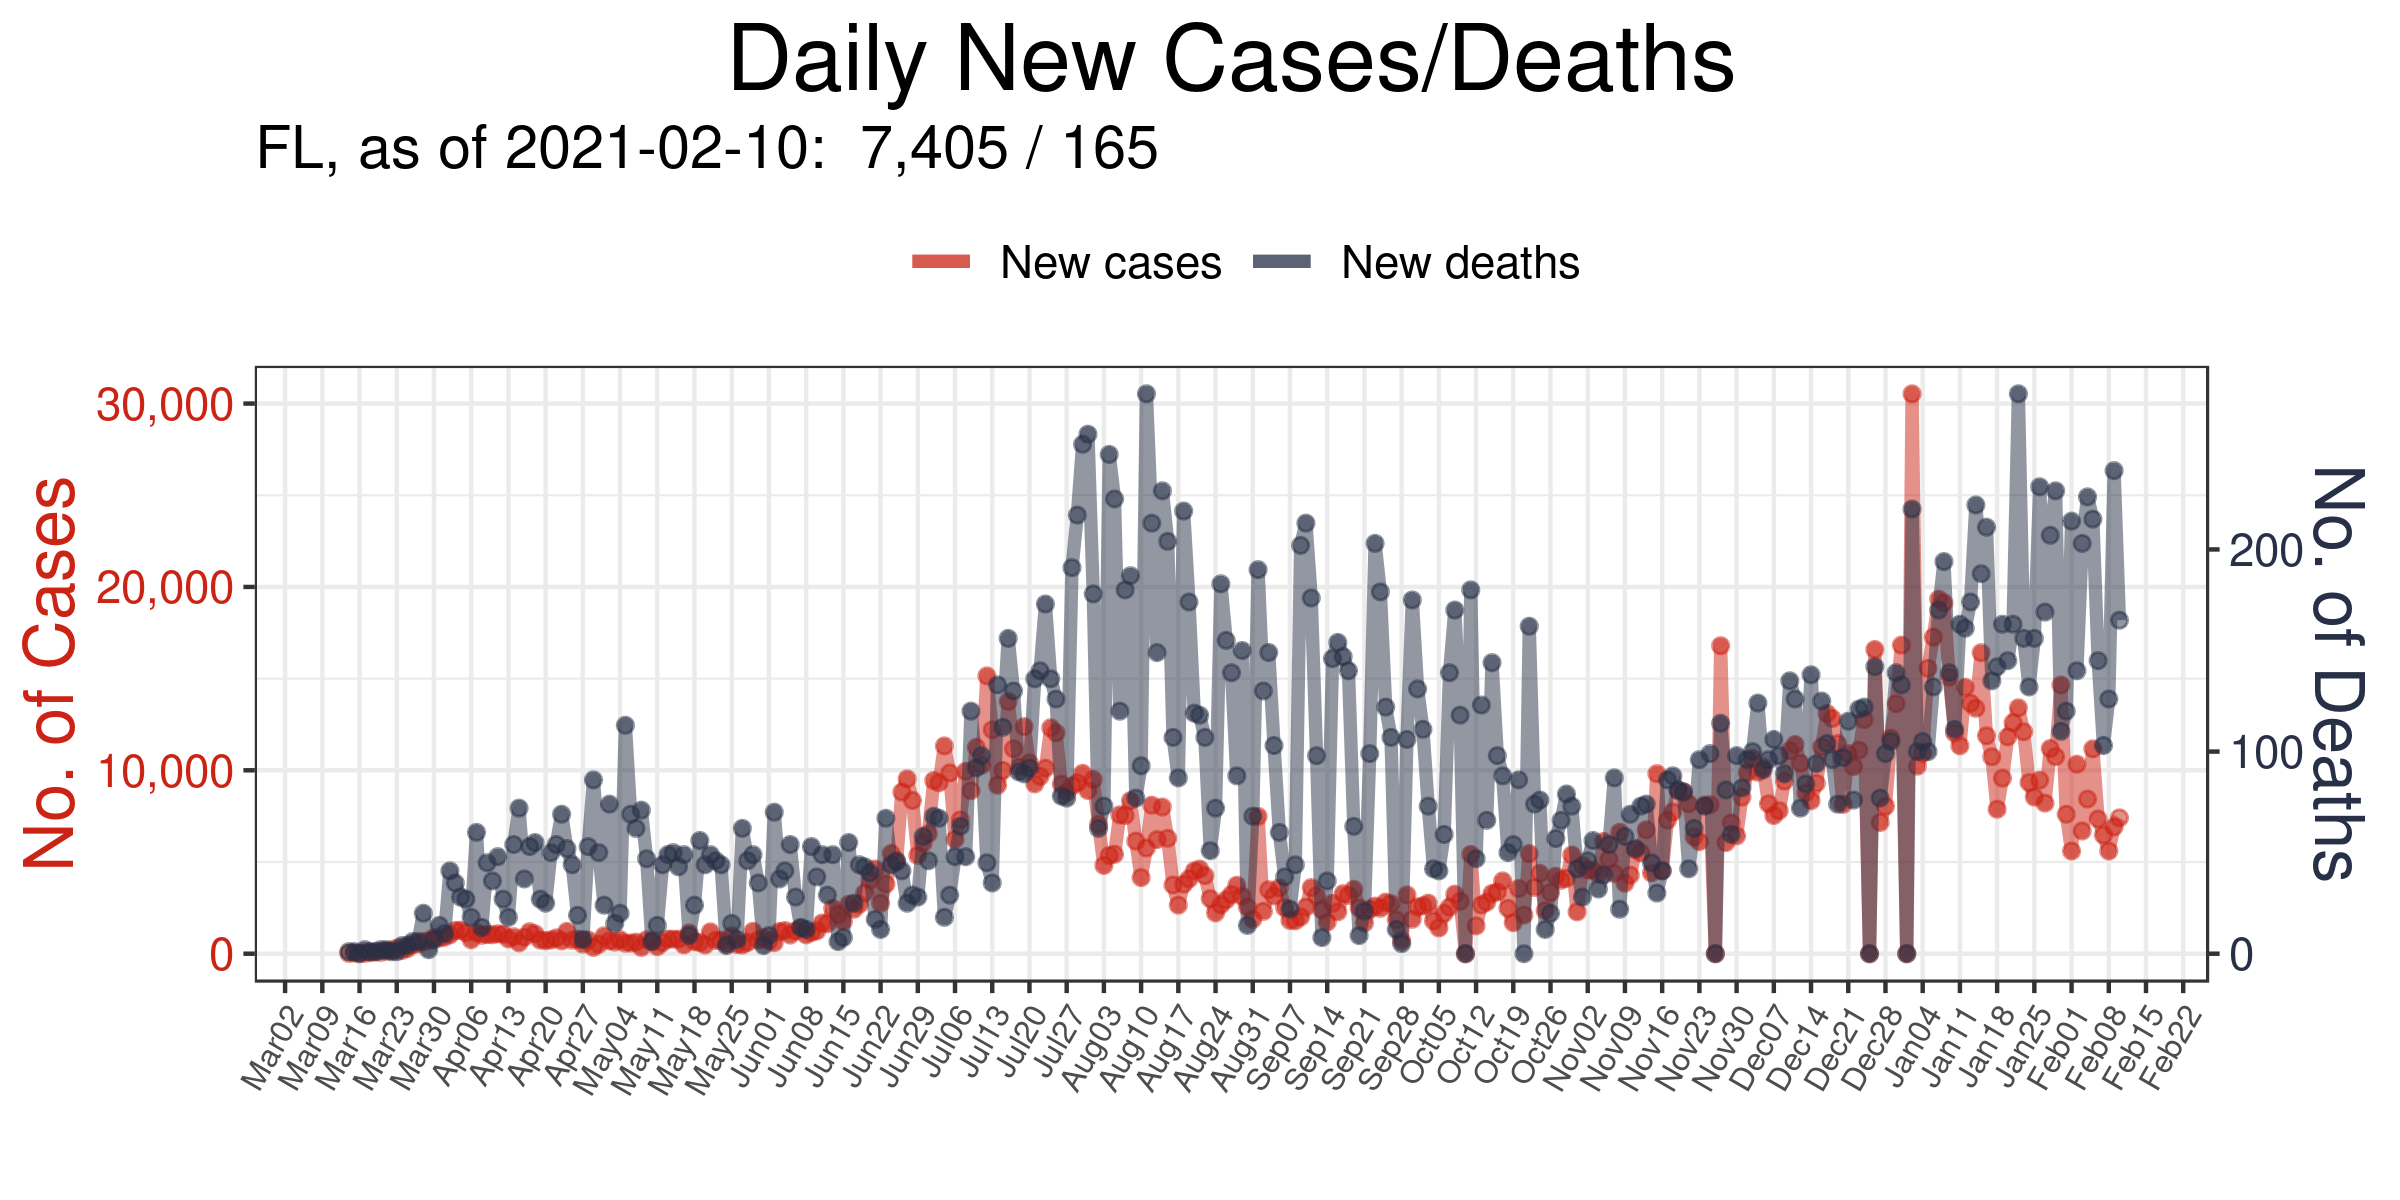 Daily New Cases/Deaths
FL, as of 2021-02-10:  7,405 / 165
New cases
New deaths
No. of Cases
30,000
20,000
10,000
0
No. of Deaths
200
100
0
Mar02
Mar09
Mar16
Mar23
Mar30
Apr06
Apr13
Apr20
Apr27
May04
May11
May18
May25
Jun01
Jun08
Jun15
Jun22
Jun29
Jul06
Jul13
Jul20
Jul27
Aug03
Aug10
Aug17
Aug24
Aug31
Sep07
Sep14
Sep21
Sep28
Oct05
Oct12
Oct19
Oct26
Nov02
Nov09
Nov16
Nov23
Nov30
Dec07
Dec14
Dec21
Dec28
Jan04
Jan11
Jan18
Jan25
Feb01
Feb08
Feb15
Feb22